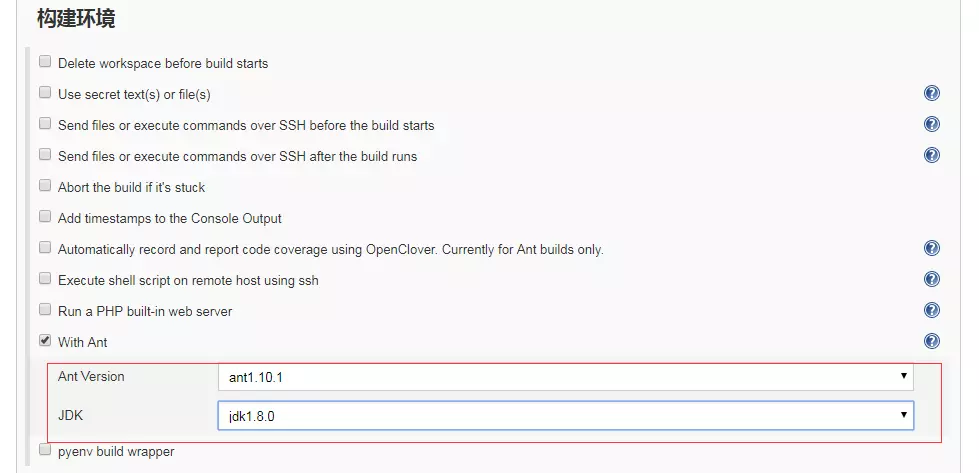 构建环境
Delete workspace before build starts
Use secret text(s) or file(s)
Send files or execute commands over SSH before the build starts
Send files or execute commands over SSH after the build runs
Abort the build if it's stuck
Add timestamps to the Console Output
Automatically record and report code coverage using OpenClover. Currently for Ant builds only.
Execute shell script on remote host using ssh
Run a PHP built-in web server
With Ant
Ant Version ant1.10.1
JDK jdk1.8.0
pyenv build wrapper